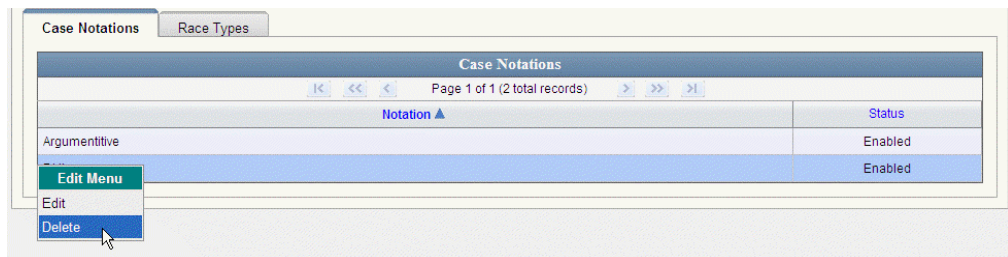 Case Notations Race Types
Case Notations
Page 1 of 1 (2 total records)
Notation Status
Argumentitive Enabled
Enabled
Edit Menu
Edit
Delete